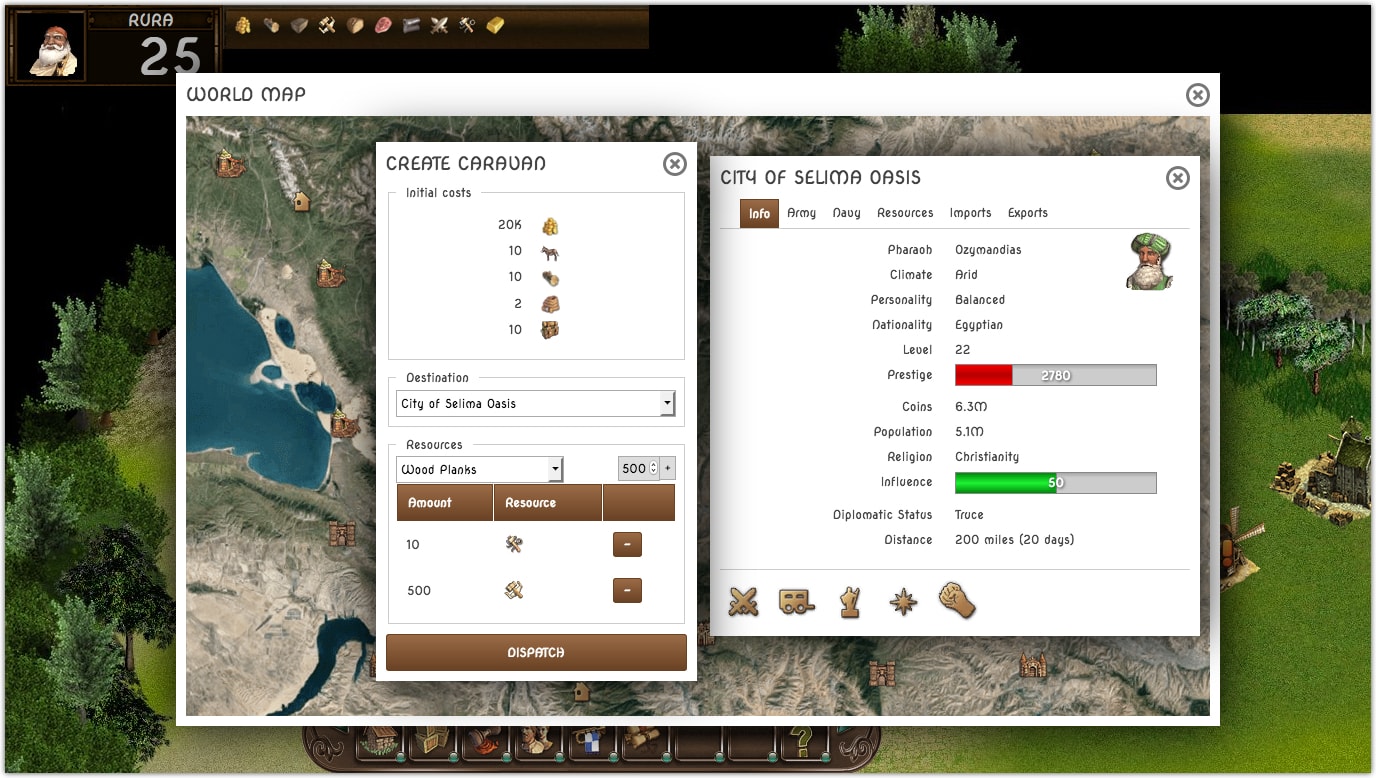 RURA
25
WORLD MAP
CREATE CARAVAN
Initial costs
20K
10
10
2
10
Destination
City of Selima Oasis
Resources
Wood Planks
500
+
Amount
Resource
10
-
500
-
DISPATCH
CITY OF SELIMA OASIS
Info Army Navy Resources Imports Exports
Pharaoh Ozymandias
Climate Arid
Personality Balanced
Nationality Egyptian
Level 22
Prestige 2780
Coins 6.3M
Population 5.1M
Religion Christianity
Influence 50
Diplomatic Status Truce
Distance 200 miles (20 days)
?